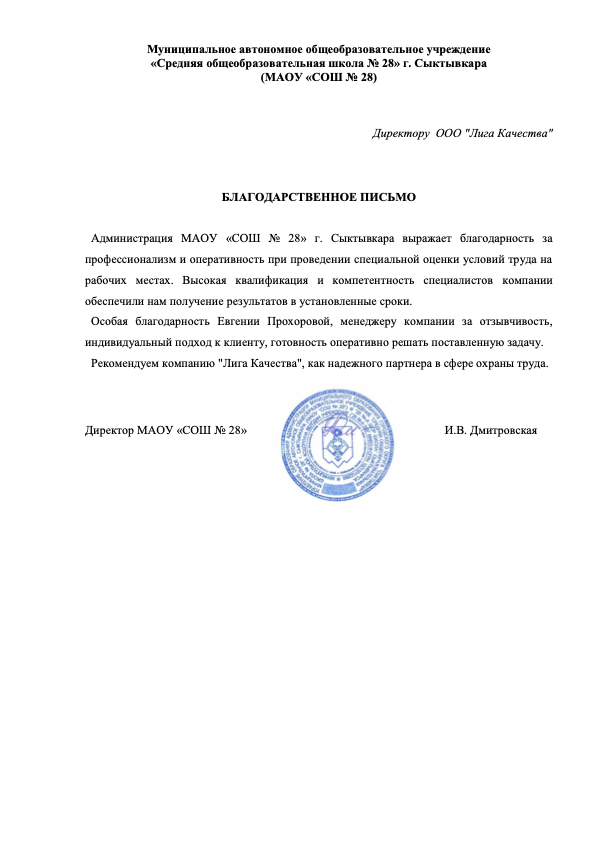 Муниципальное автономное общеобразовательное учреждение
«Средняя общеобразовательная школа № 28» г. Сыктывкара
(МАОУ «СОШ № 28)
Директору ООО "Лига Качества"
БЛАГОДАРСТВЕННОЕ ПИСЬМО
Администрация МАОУ «СОШ № 28» г. Сыктывкара выражает благодарность за
профессионализм и оперативность при проведении специальной оценки условий труда на
рабочих местах. Высокая квалификация и компетентность специалистов компании
обеспечили нам получение результатов в установленные сроки.
Особая благодарность Евгении Прохоровой, менеджеру компании за отзывчивость,
индивидуальный подход к клиенту, готовность оперативно решать поставленную задачу.
Рекомендуем компанию "Лига Качества", как надежного партнера в сфере охраны труда.
Директор МАОУ «СОШ № 28» И.В. Дмитровская